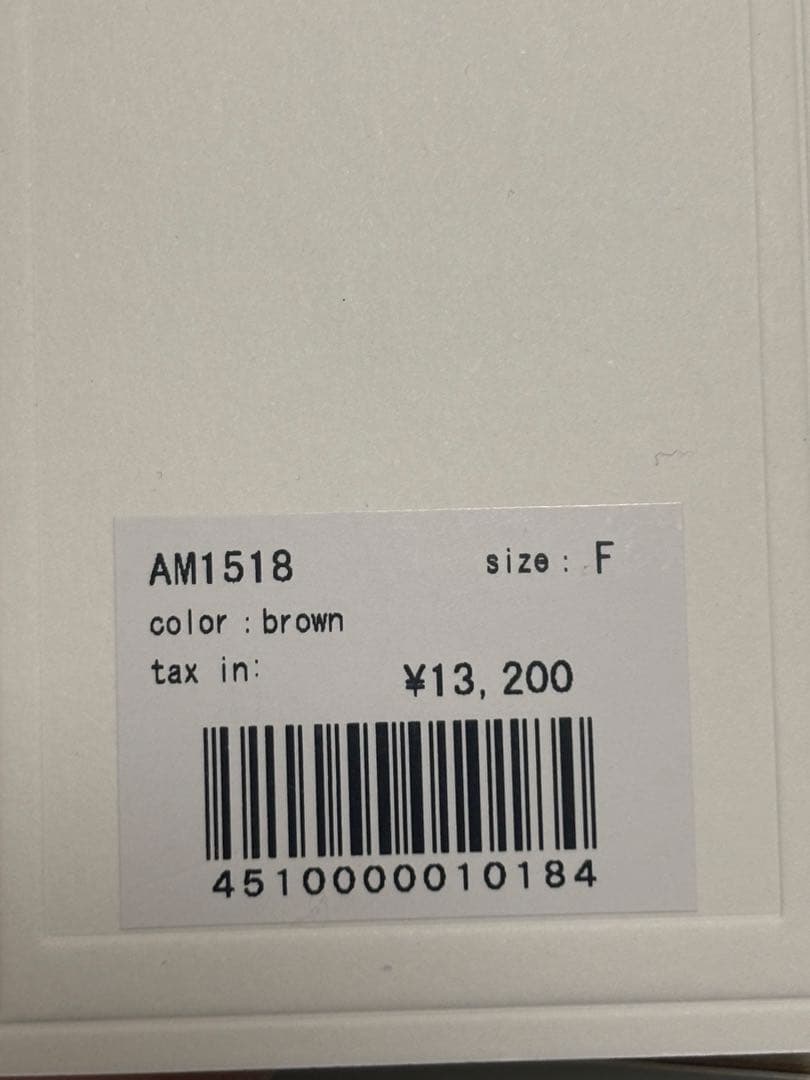 AM1518 size: F
color :brown
tax in: ¥13,200
4510000010184